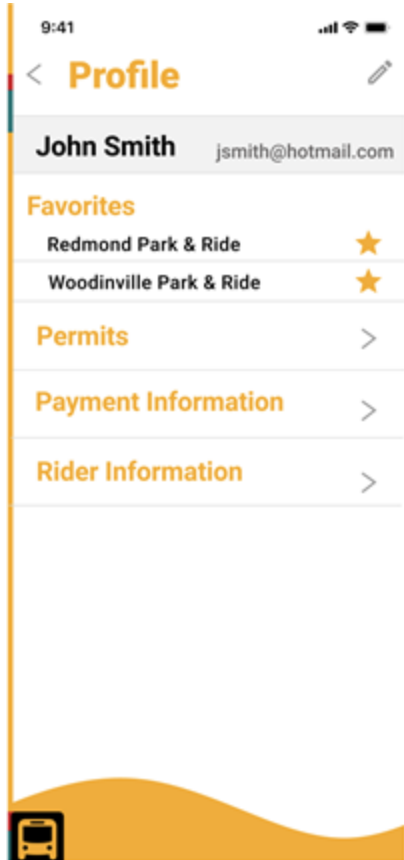 9:41
Profile
John Smith jsmith@hotmail.com
Favorites
Redmond Park & Ride
Woodinville Park & Ride
Permits
Payment Information
Rider Information